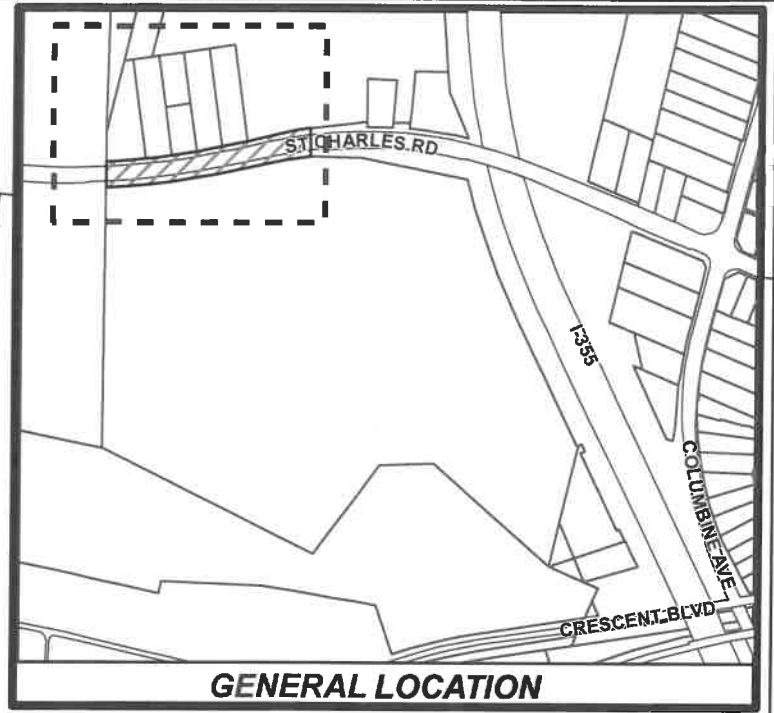 ST. CHARLES RD
I-355
COLUMBINE AVE
CRESCENT BLVD
GENERAL LOCATION